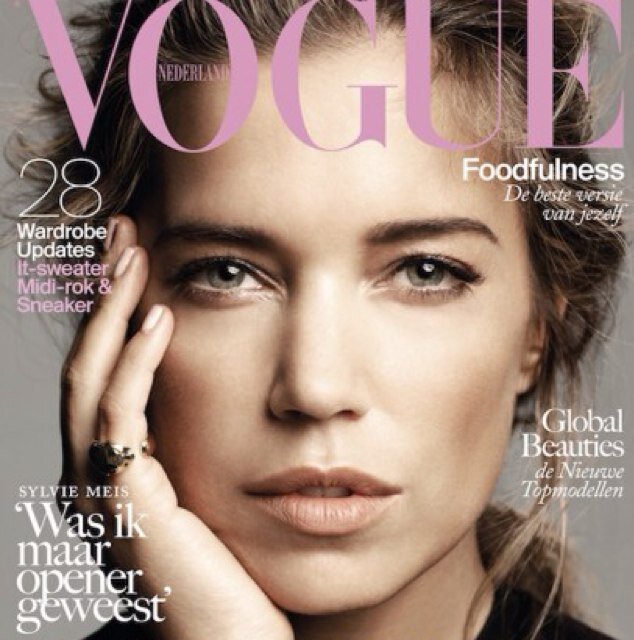 VOGUE
NEDERLAND
28
Wardrobe
Updates
It-sweater
Midi-rok &
Sneaker
Foodfulness
De beste versie
van jezelf
Global
Beauties
de Nieuwe
Topmodellen
SYLVIE MEIS
‘Was ik
maar
opener
geweest’